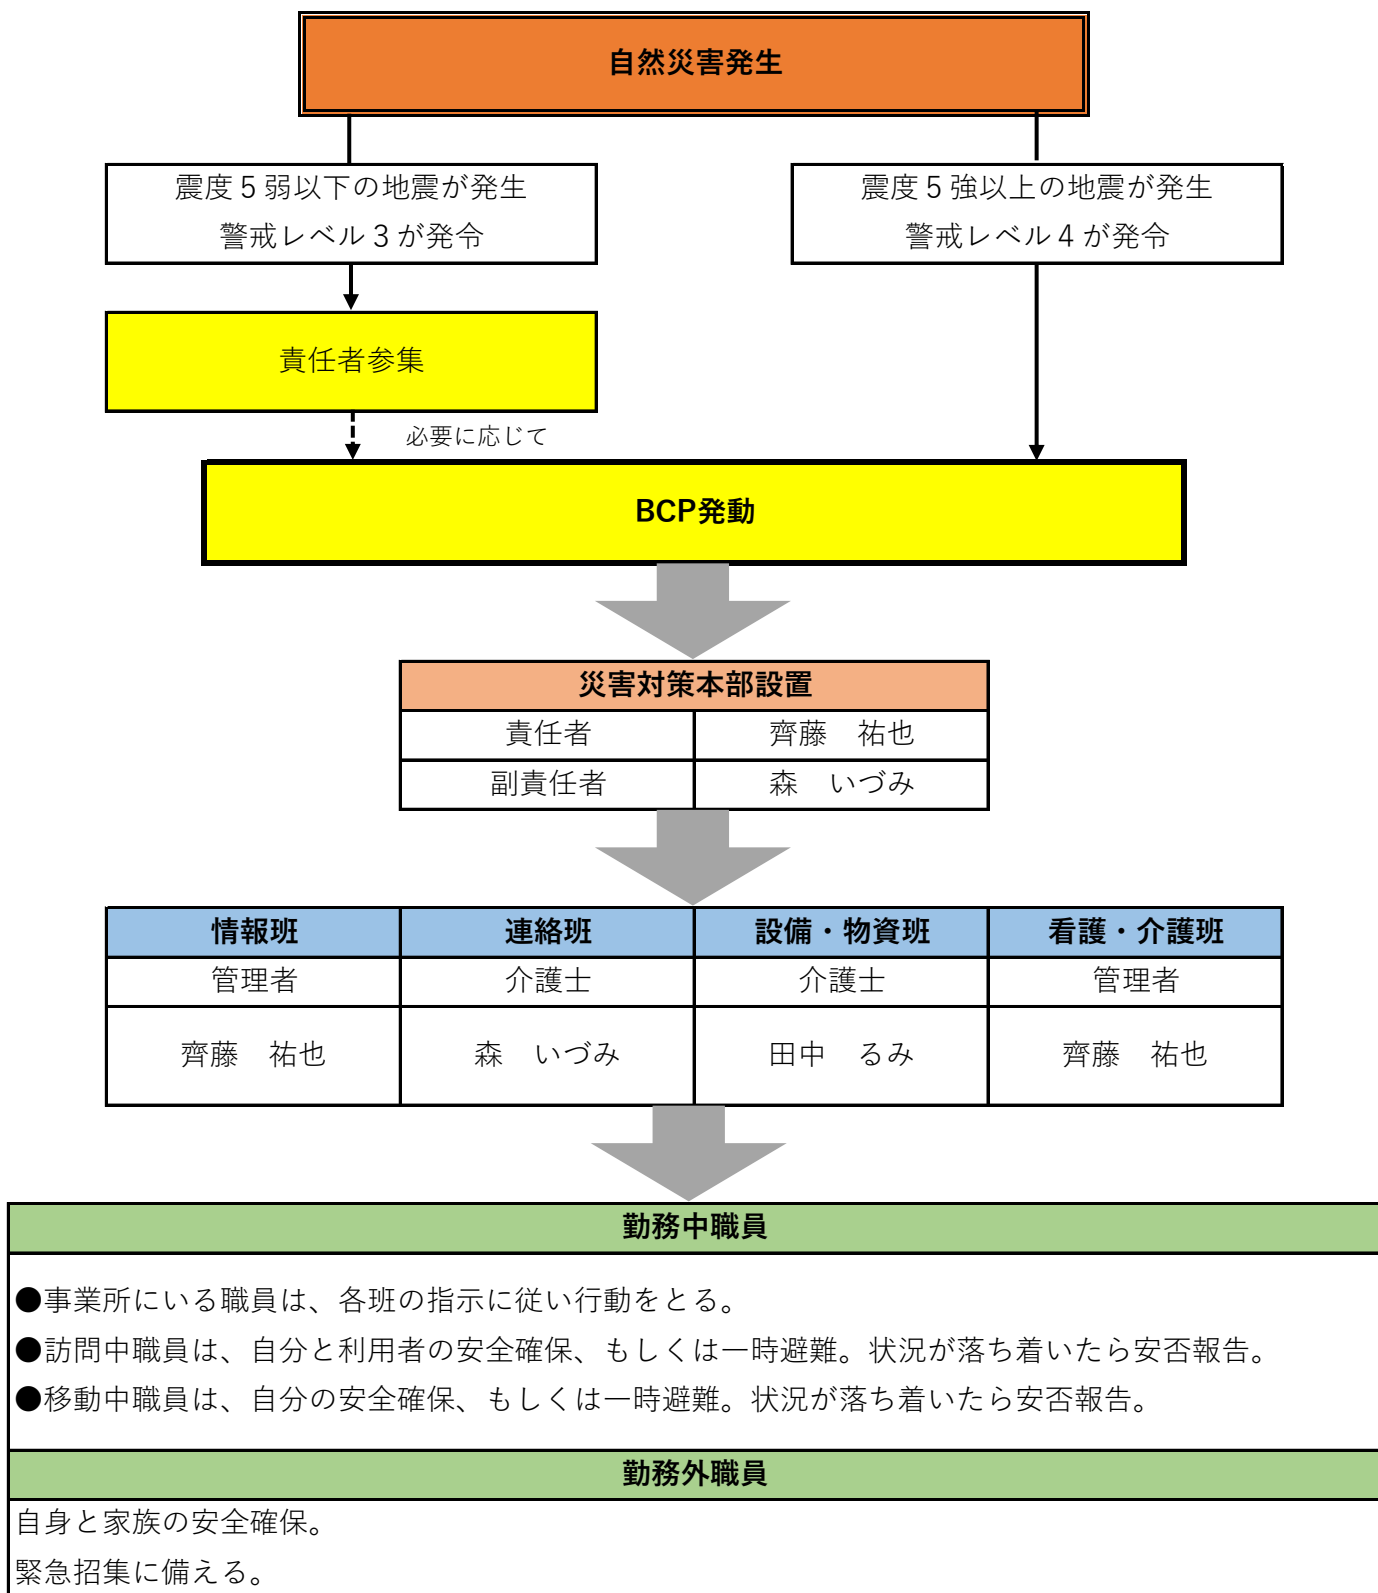 自然災害発生
震度５弱以下の地震が発生
警戒レベル３が発令
震度５強以上の地震が発生
警戒レベル４が発令
責任者参集
必要に応じて
BCP発動
災害対策本部設置
責任者 齊藤　祐也
副責任者 森　いづみ
情報班 連絡班 設備・物資班 看護・介護班
管理者 介護士 介護士 管理者
齊藤　祐也 森　いづみ 田中　るみ 齊藤　祐也
勤務中職員
●事業所にいる職員は、各班の指示に従い行動をとる。
●訪問中職員は、自分と利用者の安全確保、もしくは一時避難。状況が落ち着いたら安否報告。
●移動中職員は、自分の安全確保、もしくは一時避難。状況が落ち着いたら安否報告。
勤務外職員
自身と家族の安全確保。
緊急招集に備える。